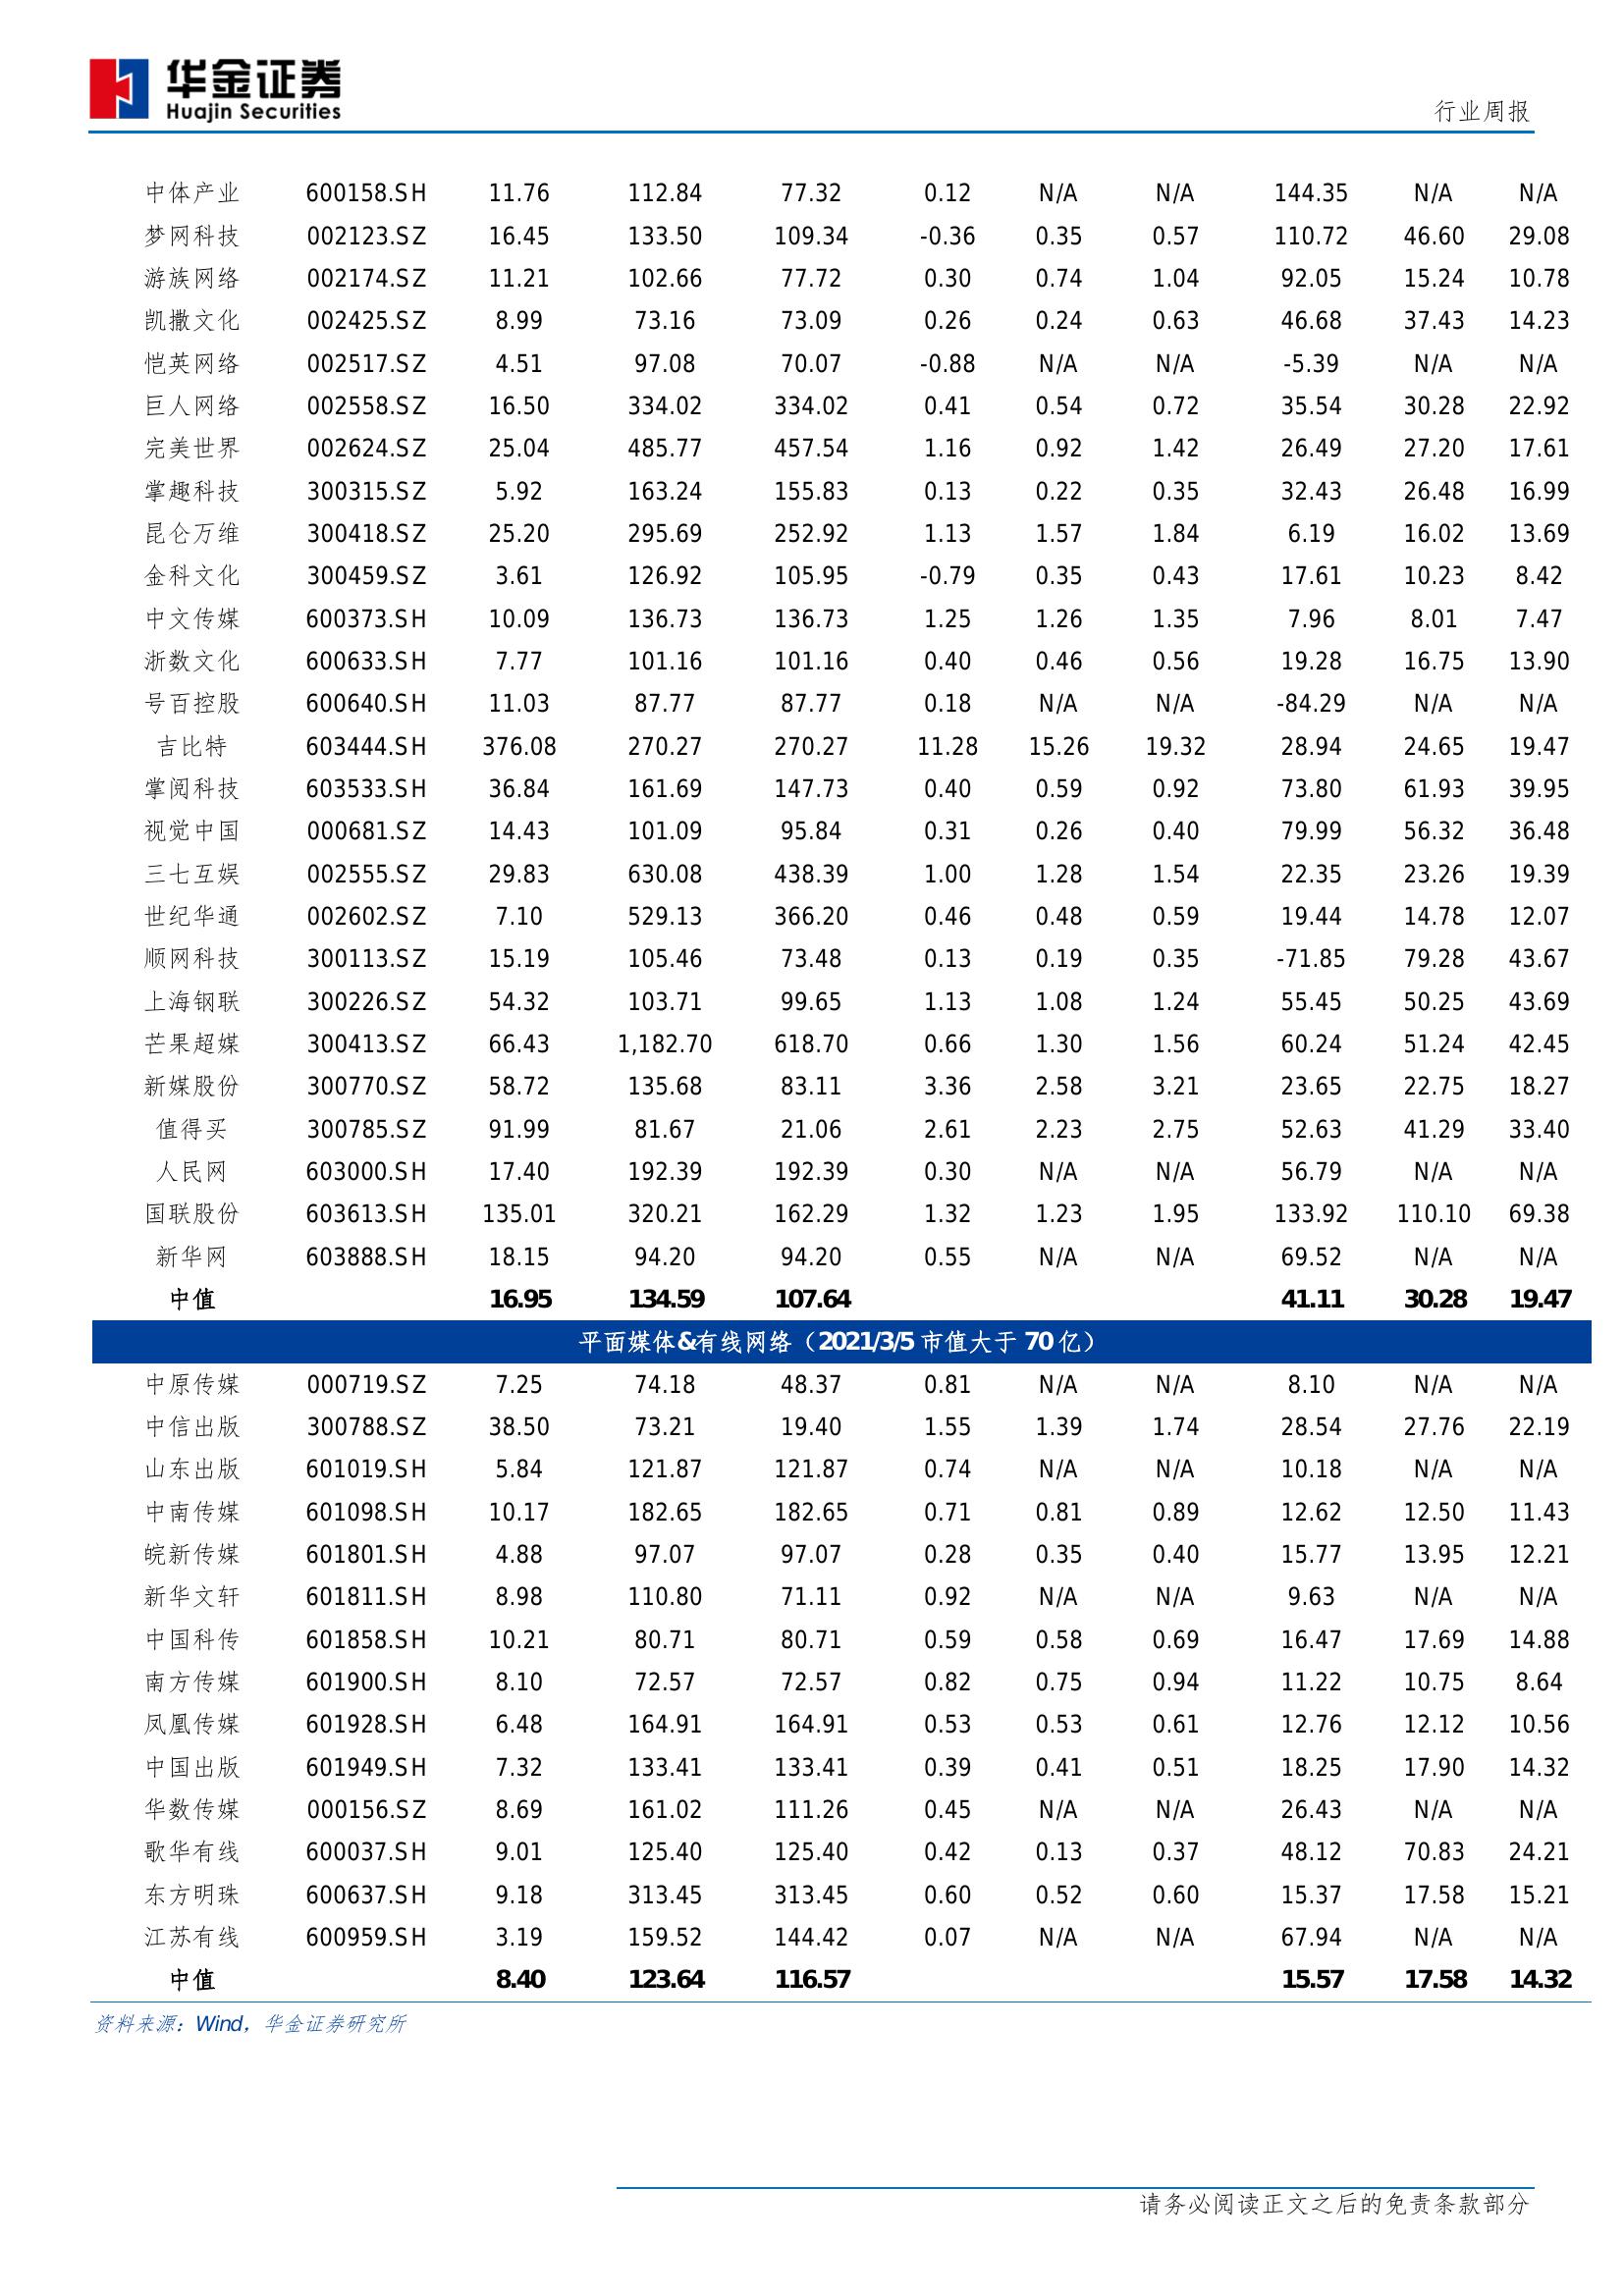 华金证券
Huajin Securities
行业周报
中体产业 600158.SH 11.76 112.84 77.32 0.12 N/A N/A 144.35 N/A N/A
梦网科技 002123.SZ 16.45 133.50 109.34 -0.36 0.35 0.57 110.72 46.60 29.08
游族网络 002174.SZ 11.21 102.66 77.72 0.30 0.74 1.04 92.05 15.24 10.78
凯撒文化 002425.SZ 8.99 73.16 73.09 0.26 0.24 0.63 46.68 37.43 14.23
恺英网络 002517.SZ 4.51 97.08 70.07 -0.88 N/A N/A -5.39 N/A N/A
巨人网络 002558.SZ 16.50 334.02 334.02 0.41 0.54 0.72 35.54 30.28 22.92
完美世界 002624.SZ 25.04 485.77 457.54 1.16 0.92 1.42 26.49 27.20 17.61
掌趣科技 300315.SZ 5.92 163.24 155.83 0.13 0.22 0.35 32.43 26.48 16.99
昆仑万维 300418.SZ 25.20 295.69 252.92 1.13 1.57 1.84 6.19 16.02 13.69
金科文化 300459.SZ 3.61 126.92 105.95 -0.79 0.35 0.43 17.61 10.23 8.42
中文传媒 600373.SH 10.09 136.73 136.73 1.25 1.26 1.35 7.96 8.01 7.47
浙数文化 600633.SH 7.77 101.16 101.16 0.40 0.46 0.56 19.28 16.75 13.90
号百控股 600640.SH 11.03 87.77 87.77 0.18 N/A N/A -84.29 N/A N/A
吉比特 603444.SH 376.08 270.27 270.27 11.28 15.26 19.32 28.94 24.65 19.47
掌阅科技 603533.SH 36.84 161.69 147.73 0.40 0.59 0.92 73.80 61.93 39.95
视觉中国 000681.SZ 14.43 101.09 95.84 0.31 0.26 0.40 79.99 56.32 36.48
三七互娱 002555.SZ 29.83 630.08 438.39 1.00 1.28 1.54 22.35 23.26 19.39
世纪华通 002602.SZ 7.10 529.13 366.20 0.46 0.48 0.59 19.44 14.78 12.07
顺网科技 300113.SZ 15.19 105.46 73.48 0.13 0.19 0.35 -71.85 79.28 43.67
上海钢联 300226.SZ 54.32 103.71 99.65 1.13 1.08 1.24 55.45 50.25 43.69
芒果超媒 300413.SZ 66.43 1,182.70 618.70 0.66 1.30 1.56 60.24 51.24 42.45
新媒股份 300770.SZ 58.72 135.68 83.11 3.36 2.58 3.21 23.65 22.75 18.27
值得买 300785.SZ 91.99 81.67 21.06 2.61 2.23 2.75 52.63 41.29 33.40
人民网 603000.SH 17.40 192.39 192.39 0.30 N/A N/A 56.79 N/A N/A
国联股份 603613.SH 135.01 320.21 162.29 1.32 1.23 1.95 133.92 110.10 69.38
新华网 603888.SH 18.15 94.20 94.20 0.55 N/A N/A 69.52 N/A N/A
中值 16.95 134.59 107.64 41.11 30.28 19.47
平面媒体&有线网络（2021/3/5 市值大于 70 亿）
中原传媒 000719.SZ 7.25 74.18 48.37 0.81 N/A N/A 8.10 N/A N/A
中信出版 300788.SZ 38.50 73.21 19.40 1.55 1.39 1.74 28.54 27.76 22.19
山东出版 601019.SH 5.84 121.87 121.87 0.74 N/A N/A 10.18 N/A N/A
中南传媒 601098.SH 10.17 182.65 182.65 0.71 0.81 0.89 12.62 12.50 11.43
皖新传媒 601801.SH 4.88 97.07 97.07 0.28 0.35 0.40 15.77 13.95 12.21
新华文轩 601811.SH 8.98 110.80 71.11 0.92 N/A N/A 9.63 N/A N/A
中国科传 601858.SH 10.21 80.71 80.71 0.59 0.58 0.69 16.47 17.69 14.88
南方传媒 601900.SH 8.10 72.57 72.57 0.82 0.75 0.94 11.22 10.75 8.64
凤凰传媒 601928.SH 6.48 164.91 164.91 0.53 0.53 0.61 12.76 12.12 10.56
中国出版 601949.SH 7.32 133.41 133.41 0.39 0.41 0.51 18.25 17.90 14.32
华数传媒 000156.SZ 8.69 161.02 111.26 0.45 N/A N/A 26.43 N/A N/A
歌华有线 600037.SH 9.01 125.40 125.40 0.42 0.13 0.37 48.12 70.83 24.21
东方明珠 600637.SH 9.18 313.45 313.45 0.60 0.52 0.60 15.37 17.58 15.21
江苏有线 600959.SH 3.19 159.52 144.42 0.07 N/A N/A 67.94 N/A N/A
中值 8.40 123.64 116.57 15.57 17.58 14.32
资料来源：Wind，华金证券研究所
请务必阅读正文之后的免责条款部分